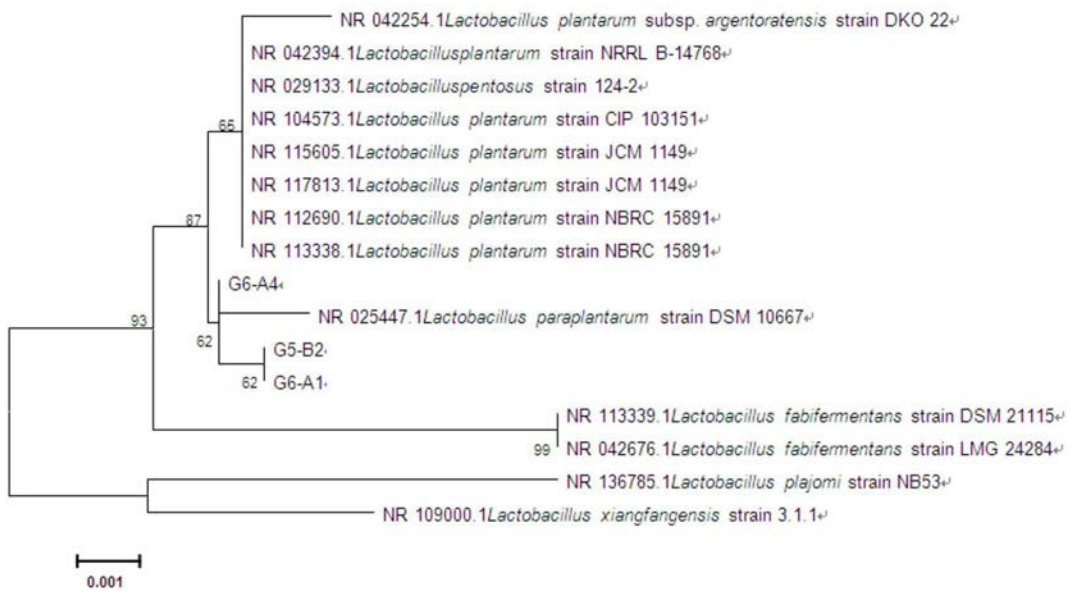 NR 042254.1Lactobacillus plantarum subsp. argentoratensis strain DKO 22↵
NR 042394.1Lactobacillusplantarum strain NRRL B-14768↵
65
NR 029133.1Lactobacilluspentosus strain 124-2↵
NR 104573.1Lactobacillus plantarum strain CIP 103151↵
NR 115605.1Lactobacillus plantarum strain JCM 1149↵
NR 117813.1Lactobacillus plantarum strain JCM 1149↵
87
NR 112690.1Lactobacillus plantarum strain NBRC 15891↵
NR 113338.1Lactobacillus plantarum strain NBRC 15891↵
G6-A4↵
93
NR 025447.1Lactobacillus paraplantarum strain DSM 10667↵
62
G5-B2↵
62
G6-A1↵
NR 113339.1Lactobacillus fabifermentans strain DSM 21115↵
99
NR 042676.1Lactobacillus fabifermentans strain LMG 24284↵
NR 136785.1Lactobacillus plajomi strain NB53↵
NR 109000.1Lactobacillus xiangfangensis strain 3.1.1↵
0.001